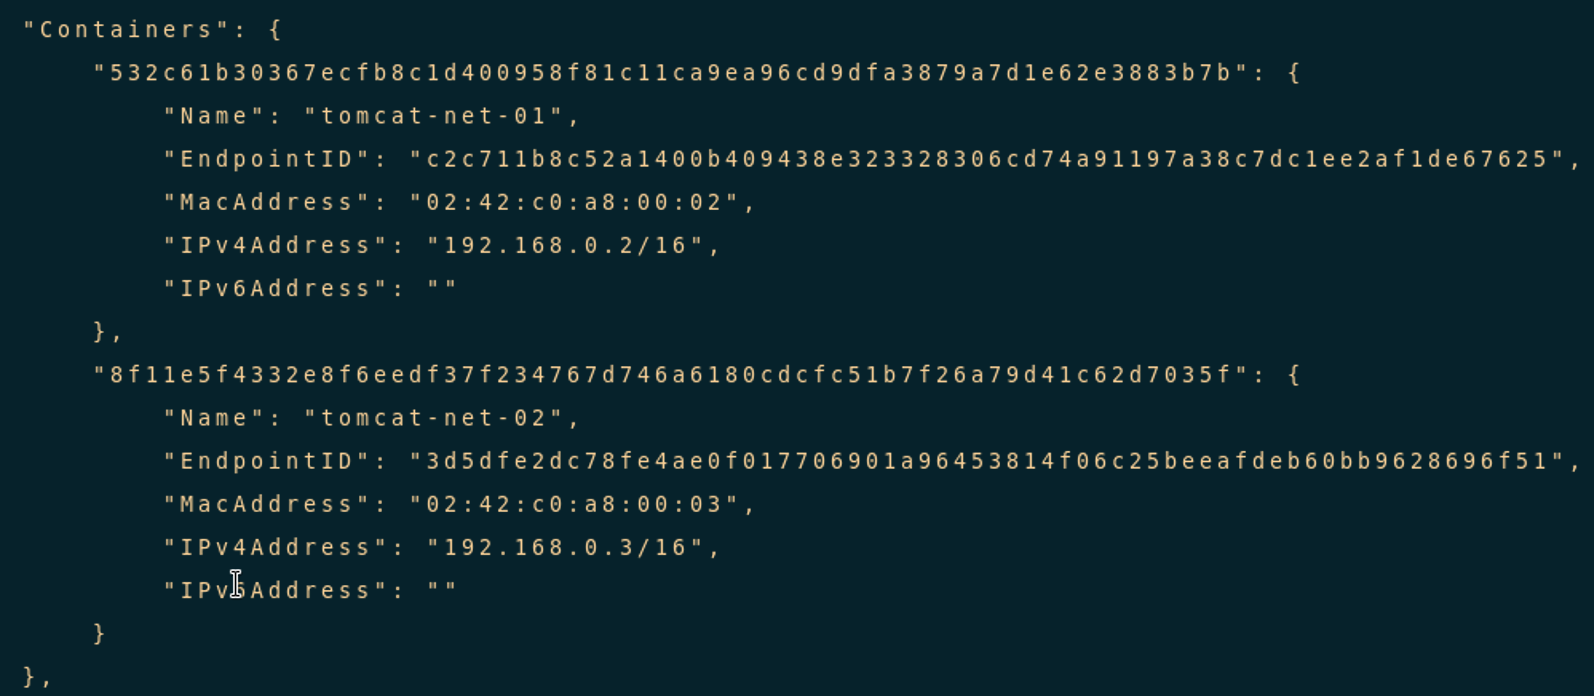 "Containers": {
"532c61b30367ecfb8c1d400958f81c11ca9ea96cd9dfa3879a7d1e62e3883b7b": {
"Name": "tomcat-net-01",
"EndpointID": "c2c711b8c52a1400b409438e323328306cd74a91197a38c7dc1ee2af1de67625",
"MacAddress": "02:42:c0:a8:00:02",
"IPv4Address": "192.168.0.2/16",
"IPv6Address": ""
},
"8f11e5f4332e8f6eedf37f234767d746a6180cdcfc51b7f26a79d41c62d7035f": {
"Name": "tomcat-net-02",
"EndpointID": "3d5dfe2dc78fe4ae0f017706901a96453814f06c25beeafdeb60bb9628696f51",
"MacAddress": "02:42:c0:a8:00:03",
"IPv4Address": "192.168.0.3/16",
"IPv6Address": ""
}
},